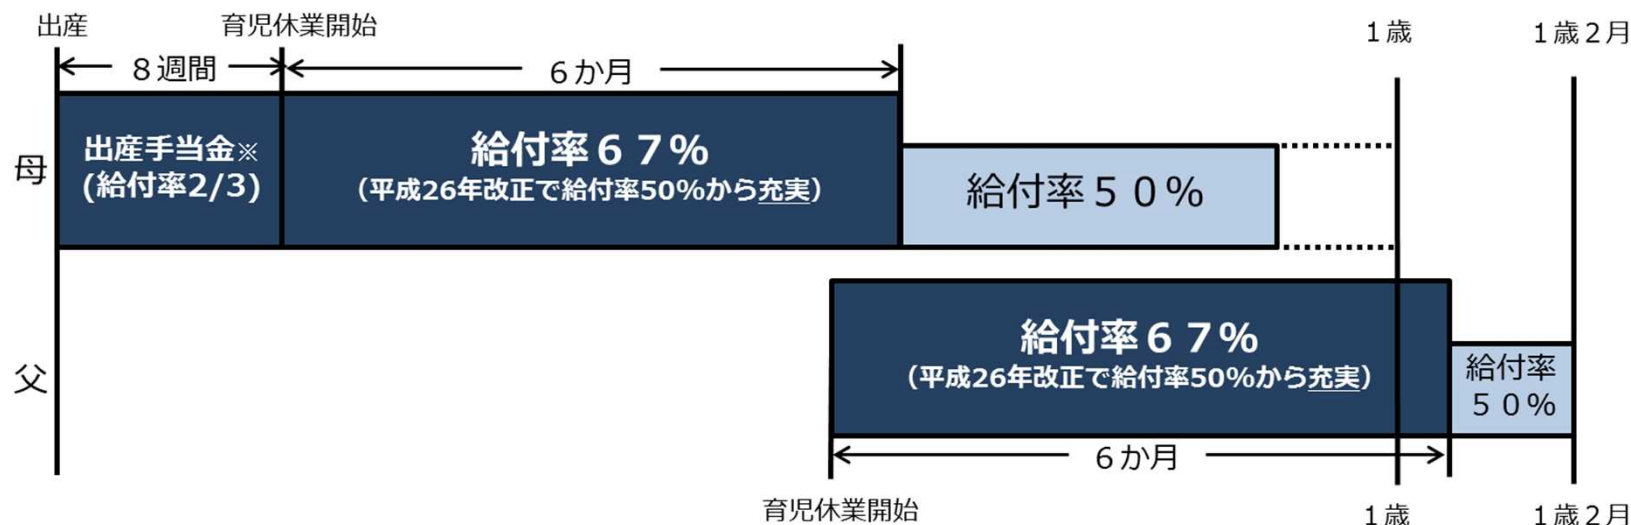 出産
育児休業開始
1歳
1歳2月
8週間
6か月
母
出産手当金※
(給付率2/3)
給付率67%
(平成26年改正で給付率50%から充実)
給付率50%
父
給付率67%
(平成26年改正で給付率50%から充実)
給付率
50%
6か月
育児休業開始
1歳
1歳2月